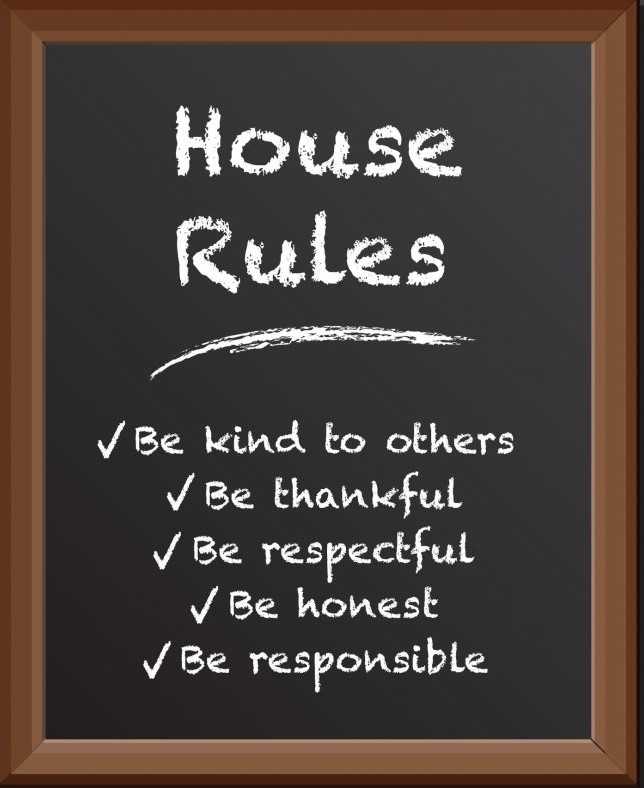 House
Rules
✓ Be kind to others
✓ Be thankful
✓ Be respectful
✓ Be honest
✓ Be responsible